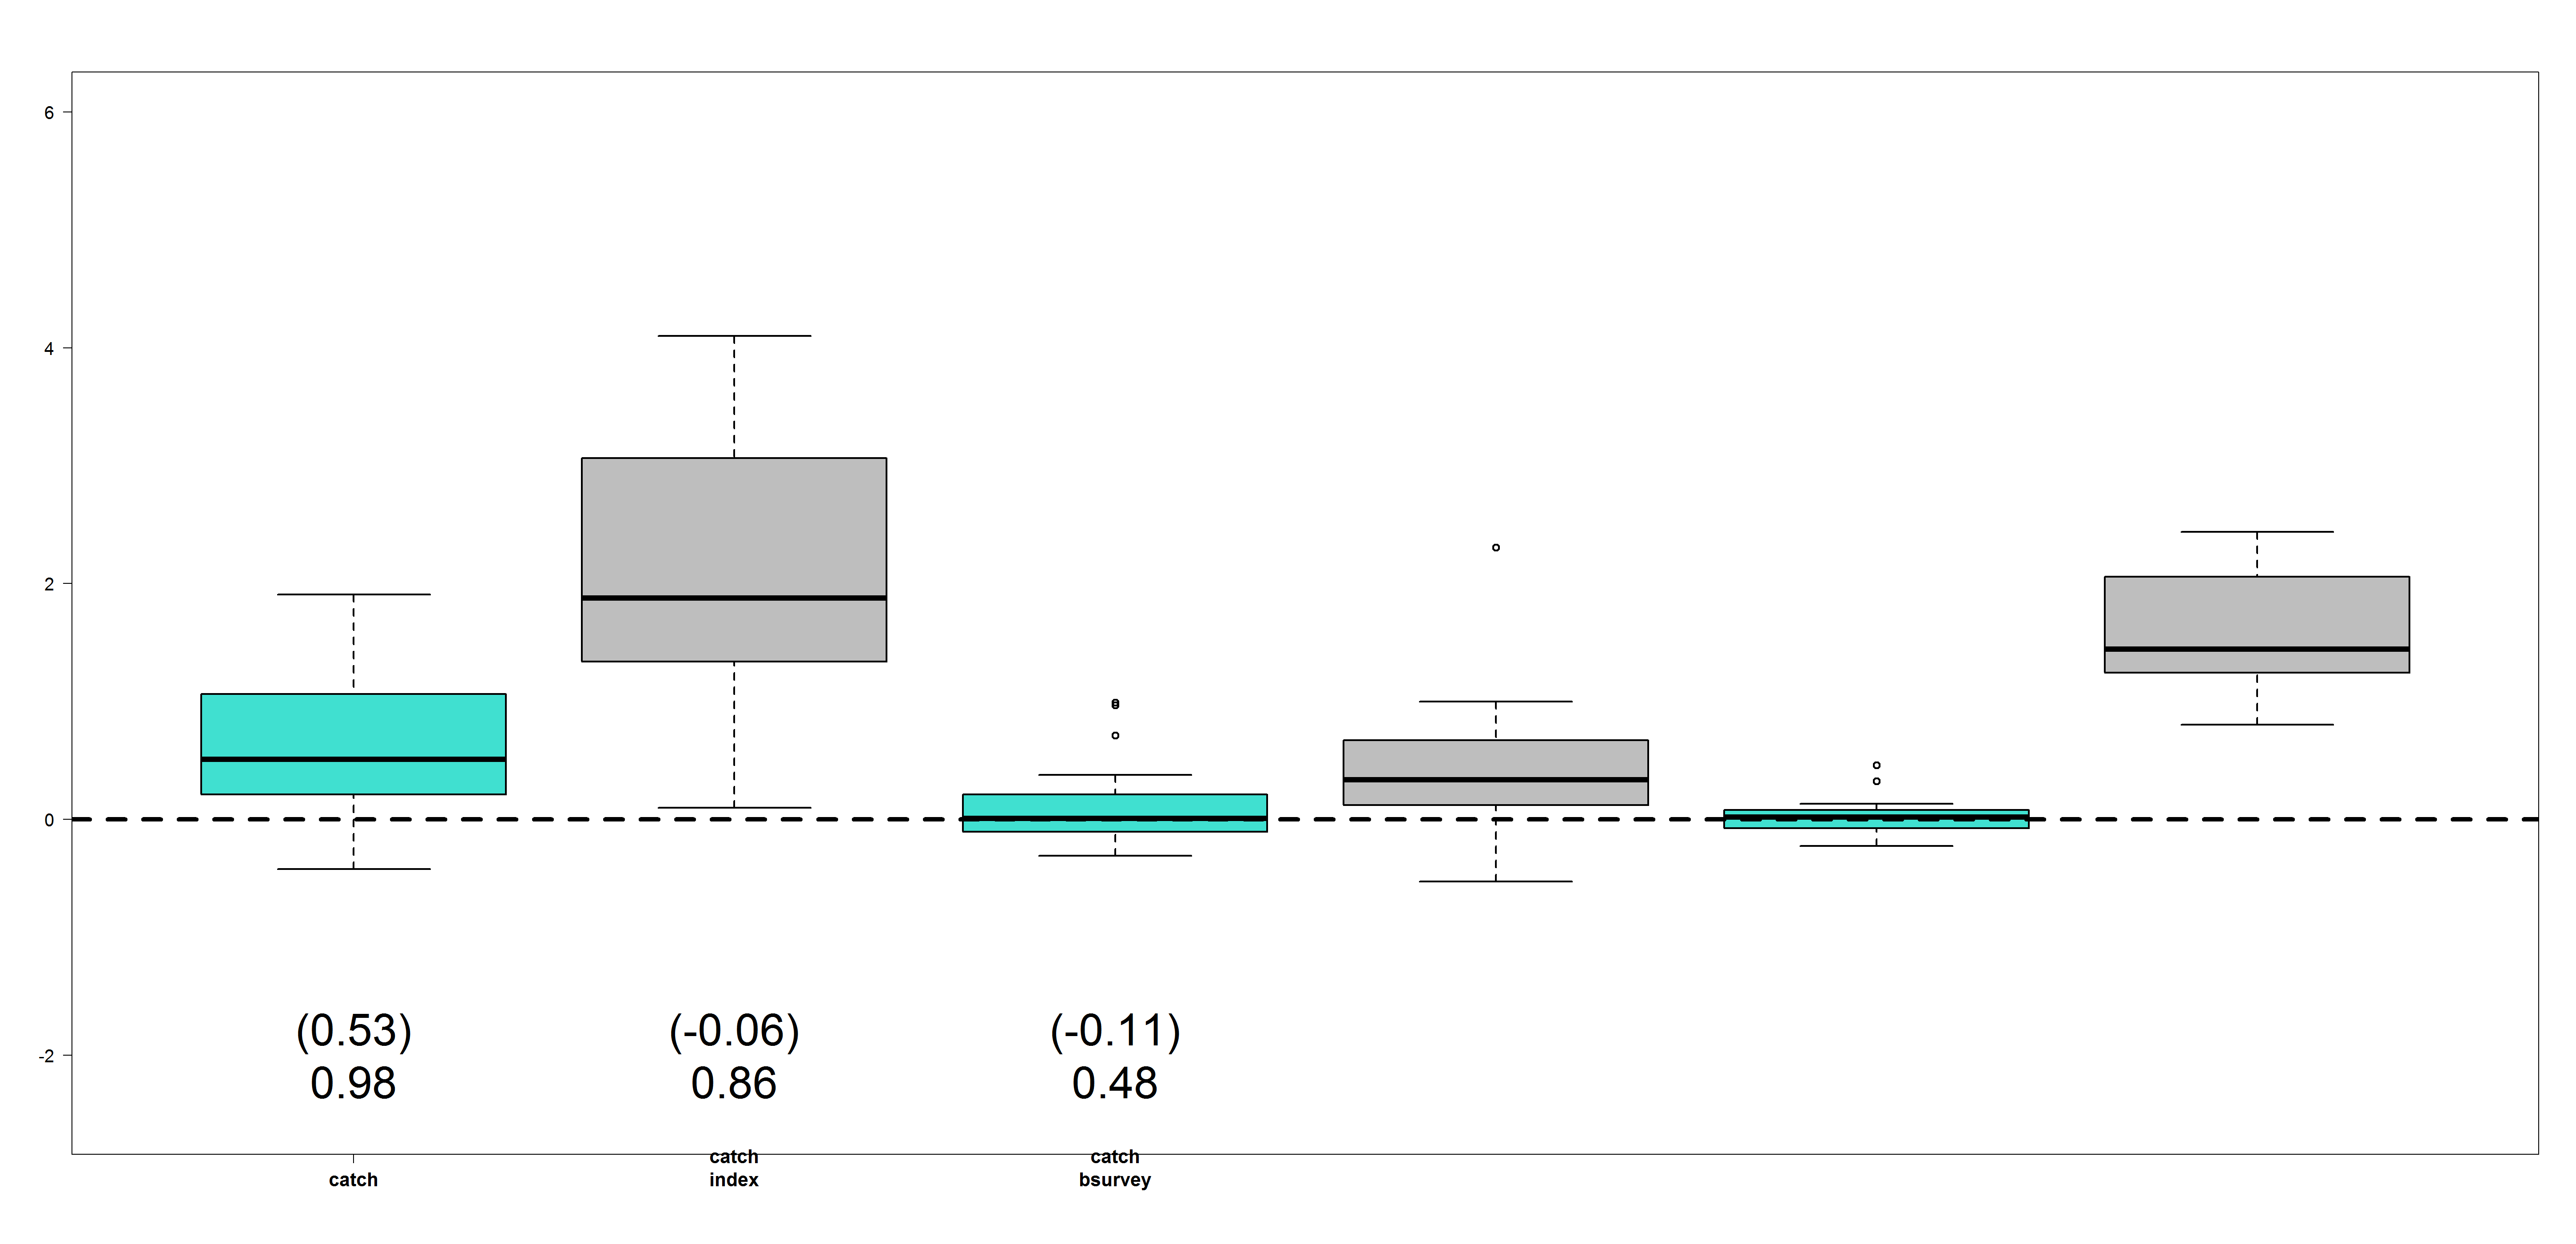 6
4
2
0
-2
(0.53) (-0.06) (-0.11)
0.98 0.86 0.48
catch catch
catch index bsurvey